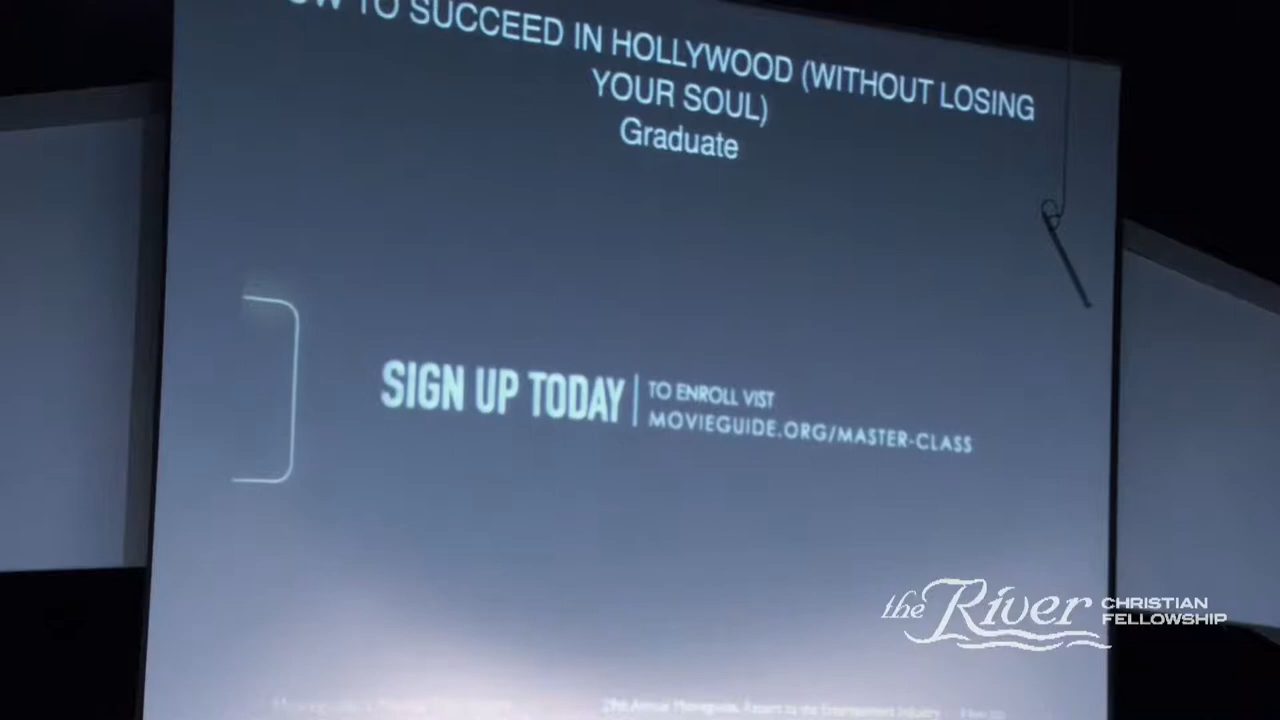 TO SUCCEED IN HOLLYWOOD (WITHOUT LOSING
YOUR SOUL)
Graduate
SIGN UP TODAY
TO ENROLL VIST
MOVIEGUIDE.ORG/MASTER-CLASS
the River CHRISTIAN
FELLOWSHIP